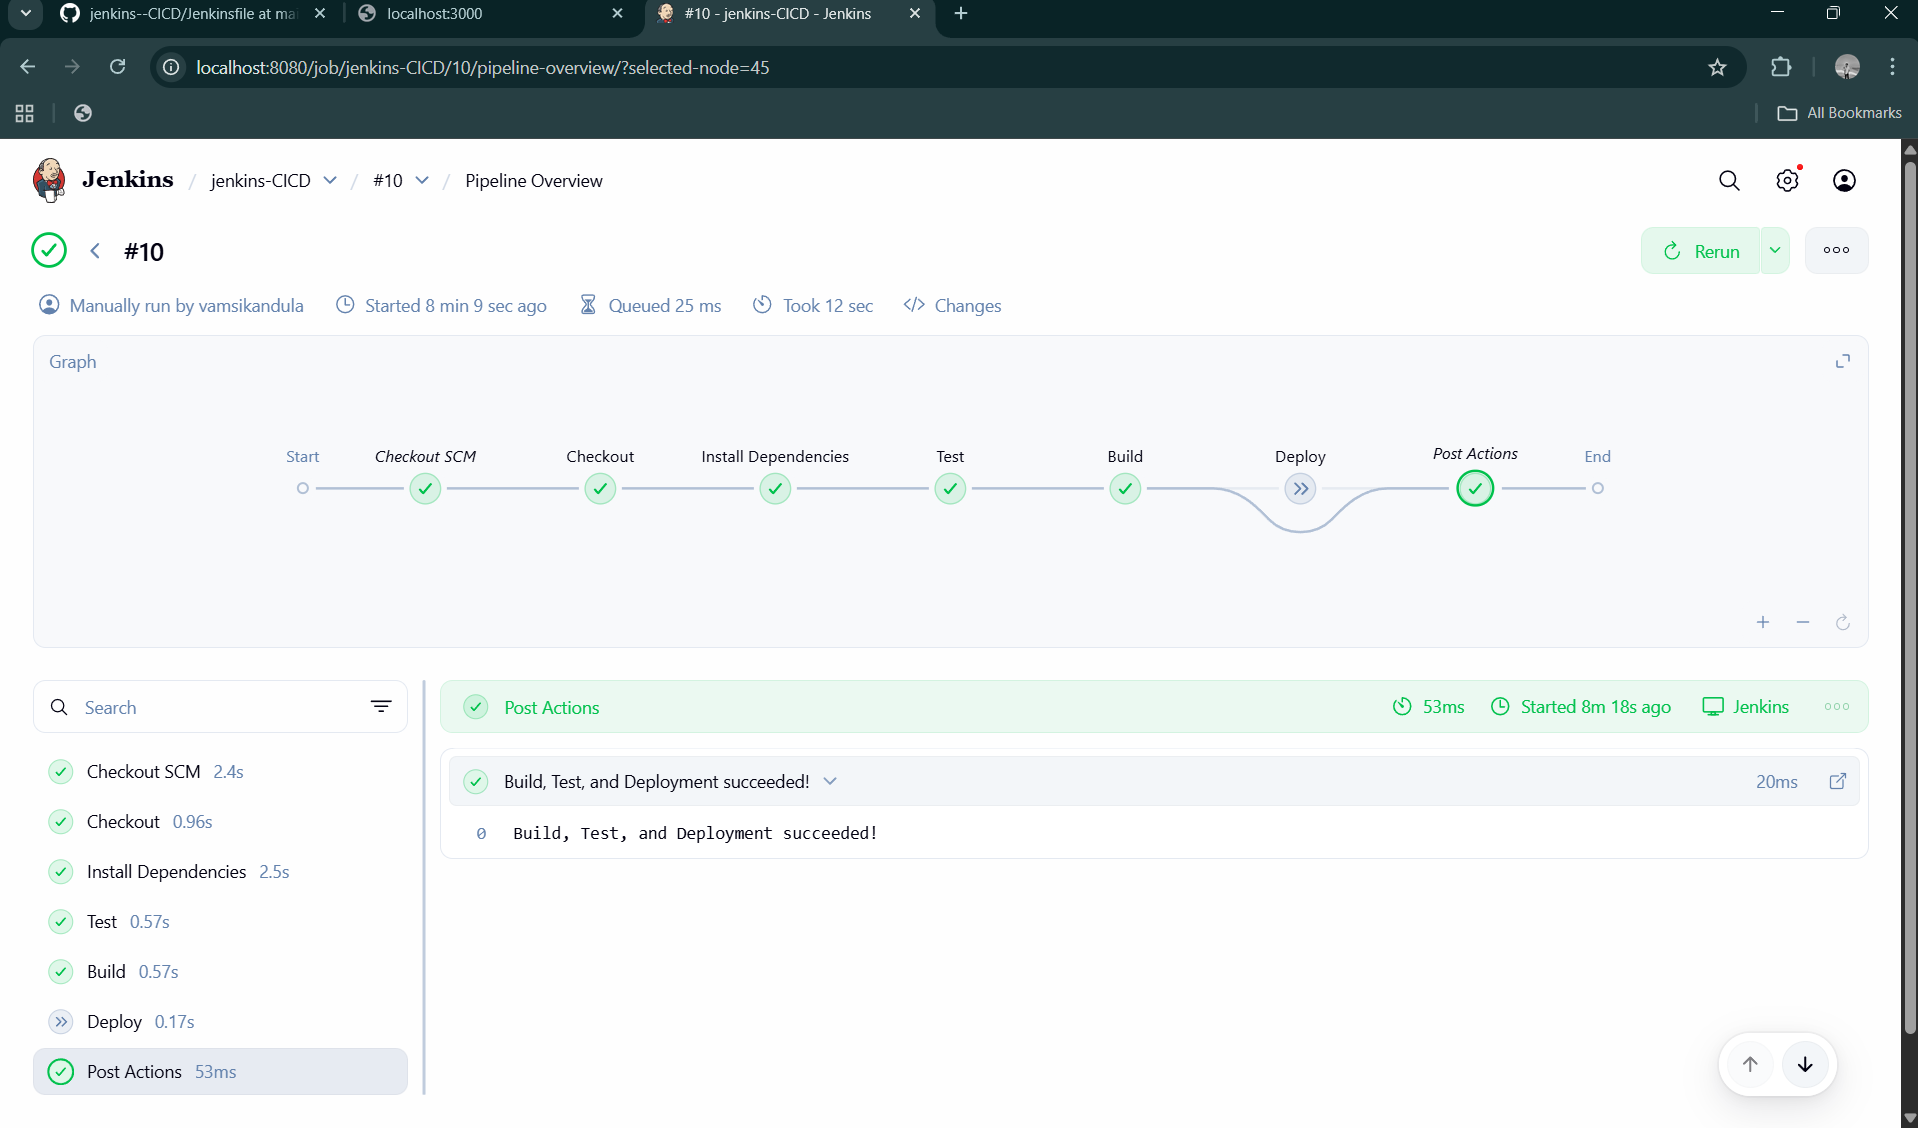 jenkins--CICD/Jenkinsfile at mai
localhost:3000
#10 - jenkins-CICD - Jenkins
localhost:8080/job/jenkins-CICD/10/pipeline-overview/?selected-node=45
All Bookmarks
Jenkins / jenkins-CICD / #10 / Pipeline Overview
#10
Rerun
Manually run by vamsikandula Started 8 min 9 sec ago Queued 25 ms Took 12 sec Changes
Graph
Start Checkout SCM Checkout Install Dependencies Test Build Deploy Post Actions End
Search
Checkout SCM 2.4s
Checkout 0.96s
Install Dependencies 2.5s
Test 0.57s
Build 0.57s
Deploy 0.17s
Post Actions 53ms
Post Actions 53ms Started 8m 18s ago Jenkins
Build, Test, and Deployment succeeded! 20ms
0 Build, Test, and Deployment succeeded!